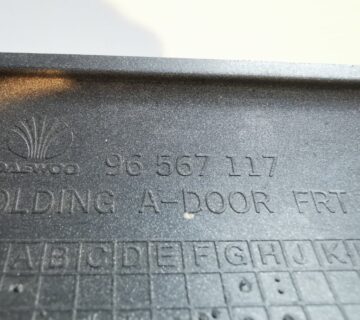 DAEWOO 96 567 117
OLDING A-DOOR FRT
A B C D E F G H J K